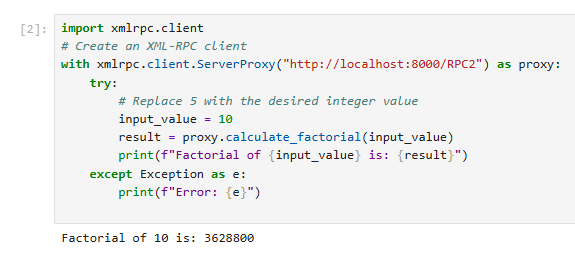 [2]: import xmlrpc.client
# Create an XML-RPC client
with xmlrpc.client.ServerProxy("http://localhost:8000/RPC2") as proxy:
    try:
        # Replace 5 with the desired integer value
        input_value = 10
        result = proxy.calculate_factorial(input_value)
        print(f"Factorial of {input_value} is: {result}")
    except Exception as e:
        print(f"Error: {e}")
Factorial of 10 is: 3628800